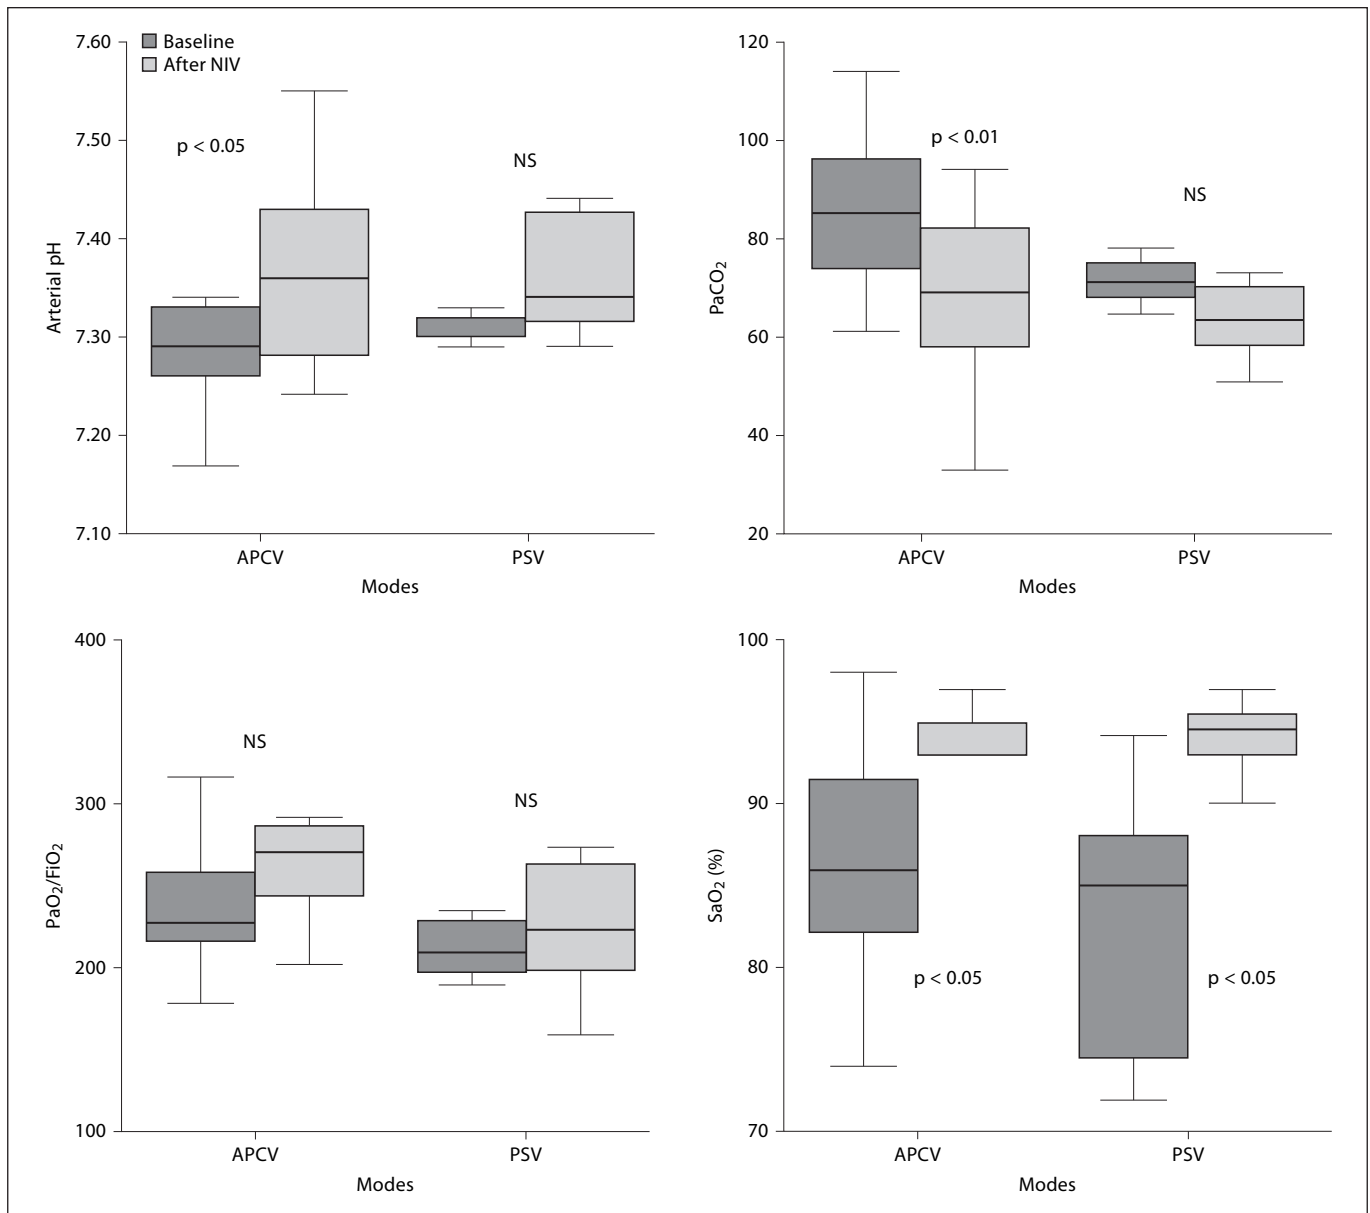 Baseline
After NIV
7.60
7.50
7.40
7.30
7.20
7.10
Arterial pH
p < 0.05
NS
APCV
PSV
Modes
120
100
80
60
40
20
PaCO₂
p < 0.01
NS
APCV
PSV
Modes
400
300
200
100
PaO₂/FiO₂
NS
NS
APCV
PSV
Modes
100
90
80
70
SaO₂ (%)
p < 0.05
p < 0.05
APCV
PSV
Modes